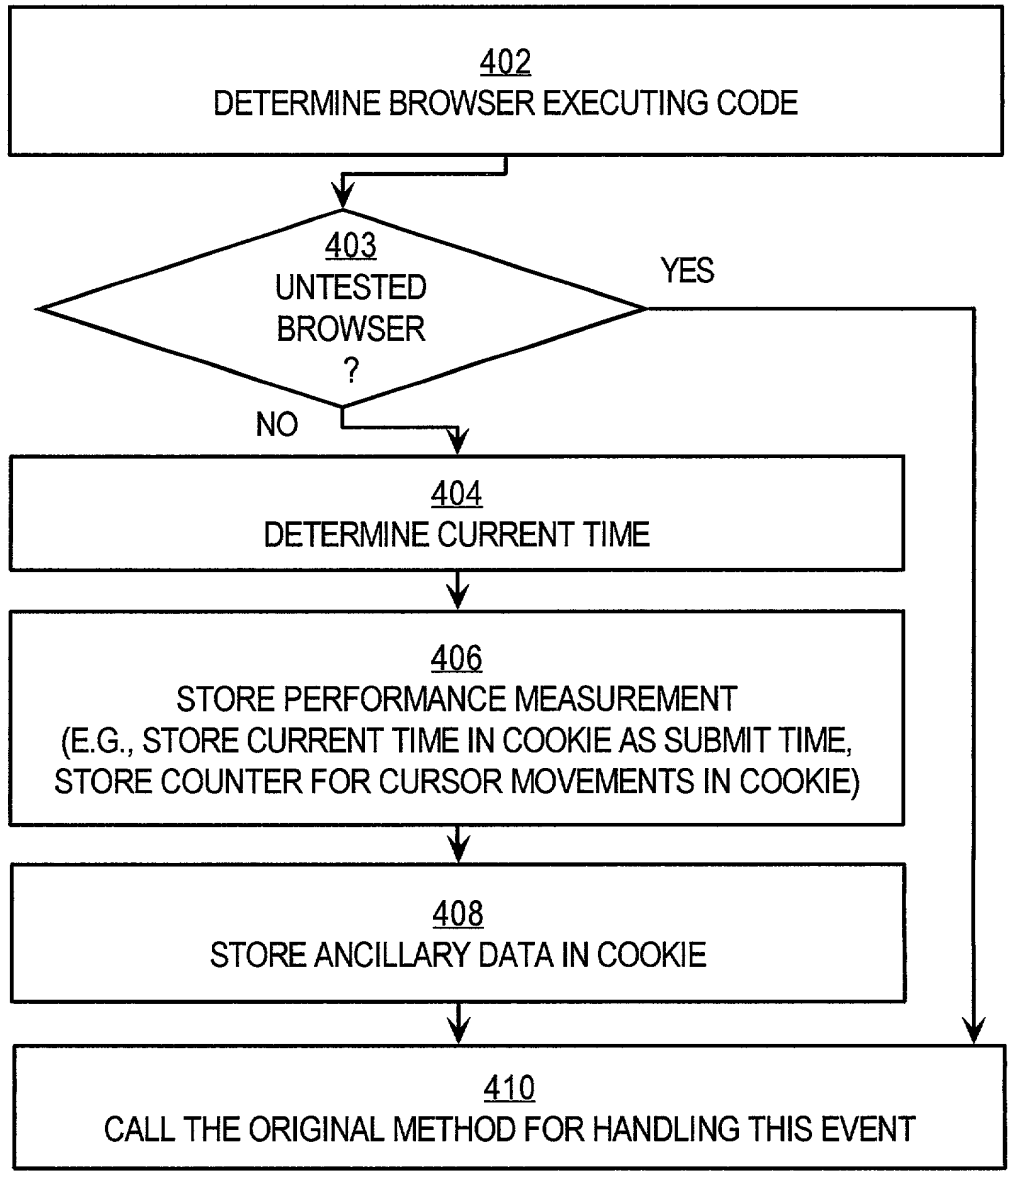 402
DETERMINE BROWSER EXECUTING CODE
403
UNTESTED
BROWSER
?
YES
NO
404
DETERMINE CURRENT TIME
406
STORE PERFORMANCE MEASUREMENT
(E.G., STORE CURRENT TIME IN COOKIE AS SUBMIT TIME,
STORE COUNTER FOR CURSOR MOVEMENTS IN COOKIE)
408
STORE ANCILLARY DATA IN COOKIE
410
CALL THE ORIGINAL METHOD FOR HANDLING THIS EVENT